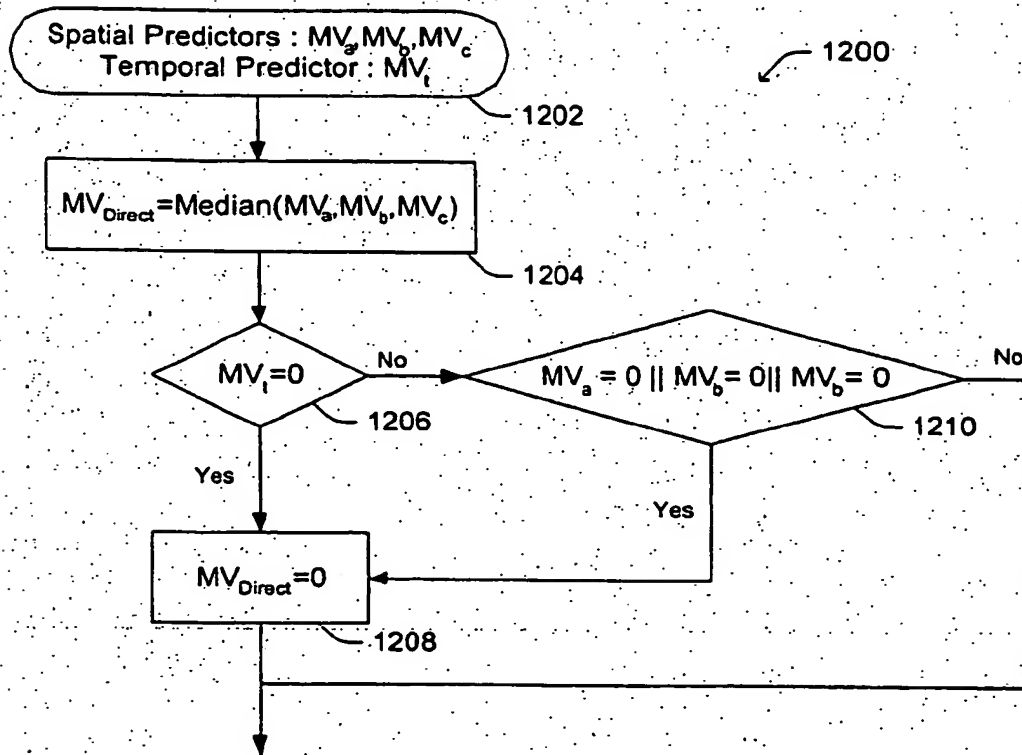 Spatial Predictors : MVa,MVb,MVc
Temporal Predictor : MVt
1200
1202
MVDirect=Median(MVa,MVb,MVc)
1204
MVt=0
No
MVa = 0 || MVb= 0|| MVb= 0
No
1206
1210
Yes
Yes
MVDirect=0
1208